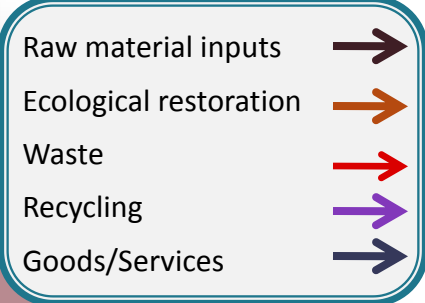 Raw material inputs
Ecological restoration
Waste
Recycling
Goods/Services